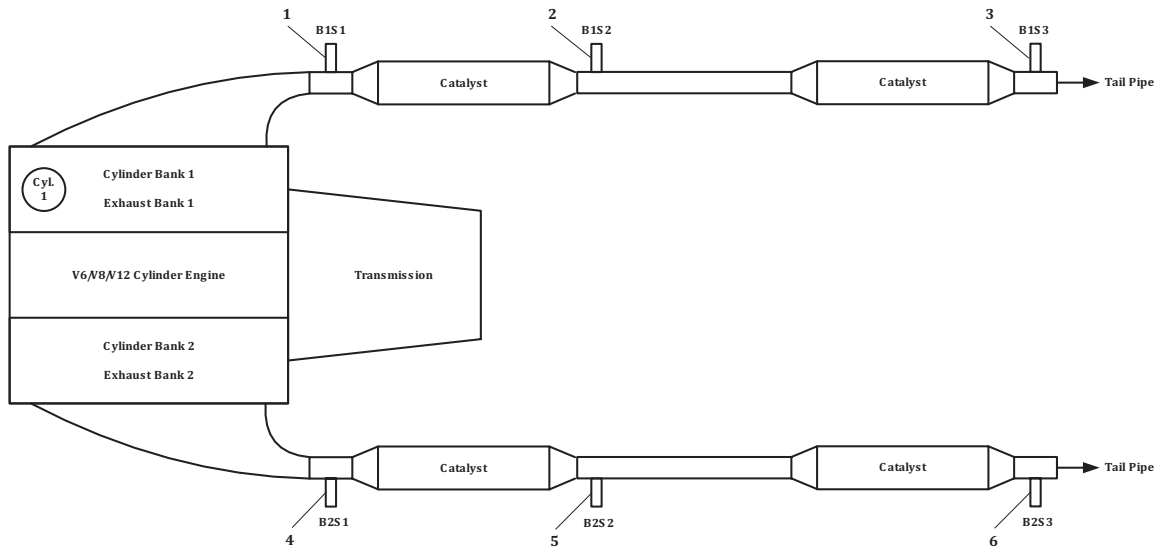 1
2
3
B1S1
B1S2
B1S3
Catalyst
Catalyst
Tail Pipe
Cyl.
1
Cylinder Bank 1
Exhaust Bank 1
V6/V8/V12 Cylinder Engine
Transmission
Cylinder Bank 2
Exhaust Bank 2
Catalyst
Catalyst
Tail Pipe
B2S1
B2S2
B2S3
4
5
6